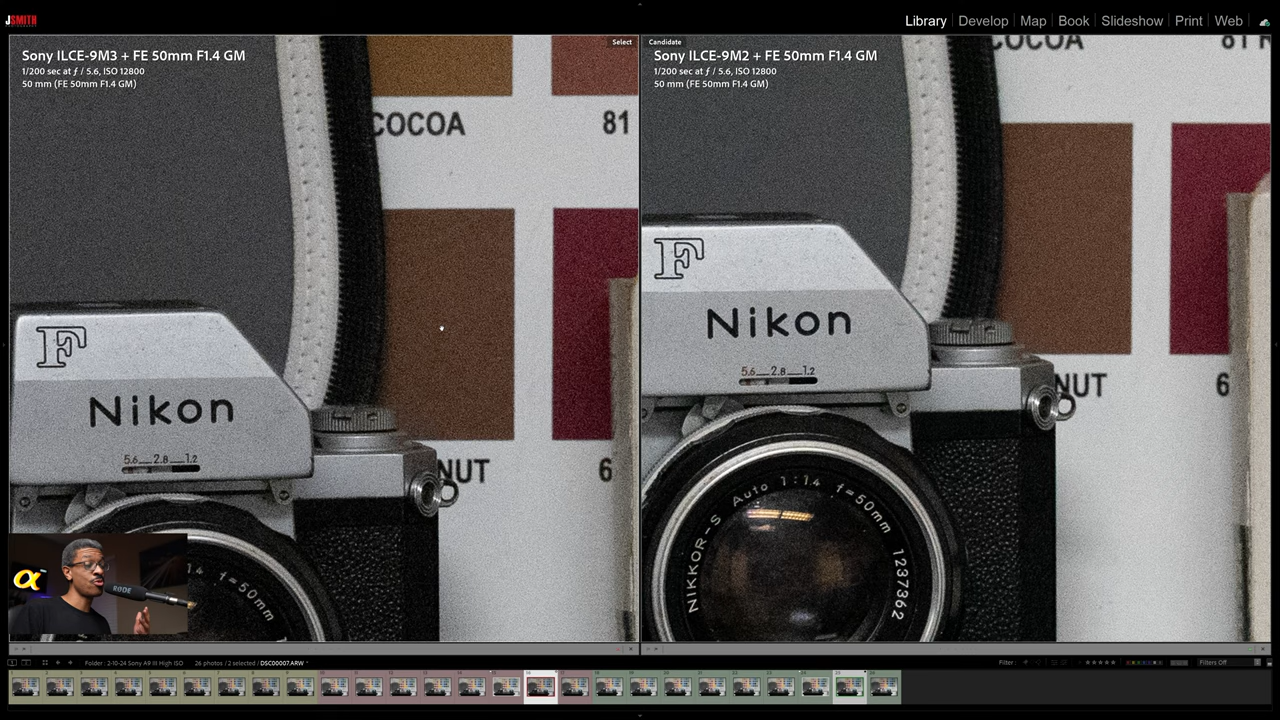 JSMITH
Library | Develop | Map | Book | Slideshow | Print | Web
Sony ILCE-9M3 + FE 50mm F1.4 GM
1/200 sec at ƒ / 5.6, ISO 12800
50 mm (FE 50mm F1.4 GM)
Select
COCOA
81
F
Nikon
5.6 2.8 1.2
NUT
6
1.4 f=50mm
α
RODE
Candidate
Sony ILCE-9M2 + FE 50mm F1.4 GM
1/200 sec at ƒ / 5.6, ISO 12800
50 mm (FE 50mm F1.4 GM)
COCOA
81
F
Nikon
5.6 2.8 1.2
NUT
6
NIKKOR-S Auto 1:1.4 f=50mm 1237362
Folder : 2-10-24 Sony A9 III High ISO 26 photos / 2 selected / DSC00007.ARW
Filter :
Filters Off